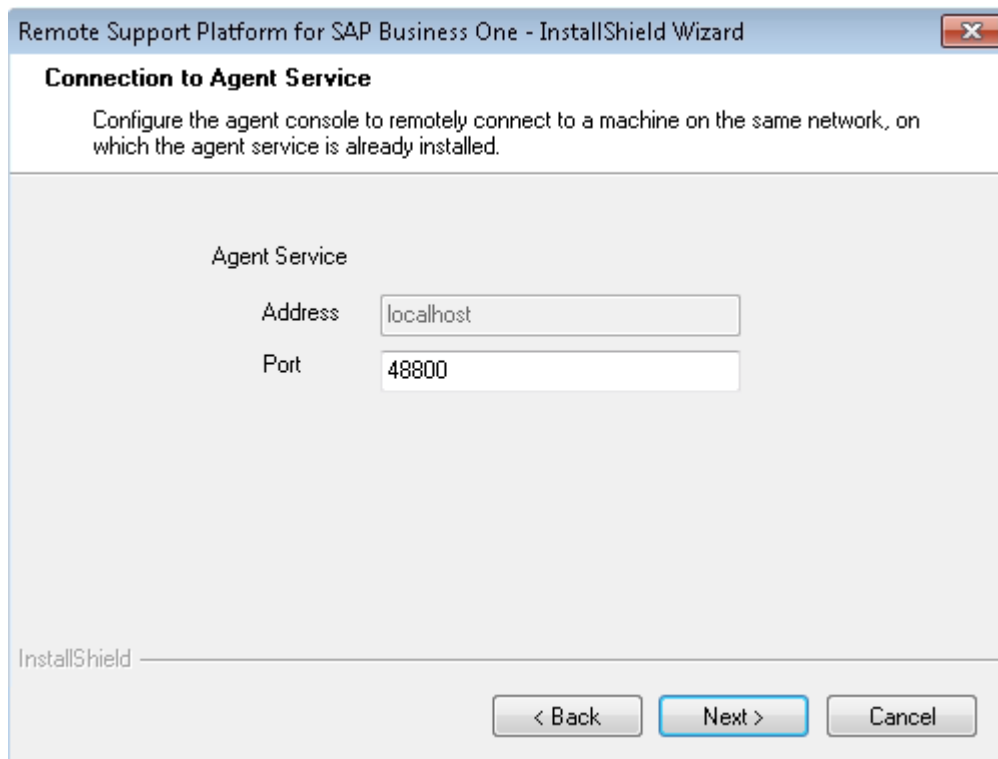 Remote Support Platform for SAP Business One - InstallShield Wizard
Connection to Agent Service
Configure the agent console to remotely connect to a machine on the same network, on
which the agent service is already installed.
Agent Service
Address localhost
Port 48800
InstallShield
< Back Next > Cancel